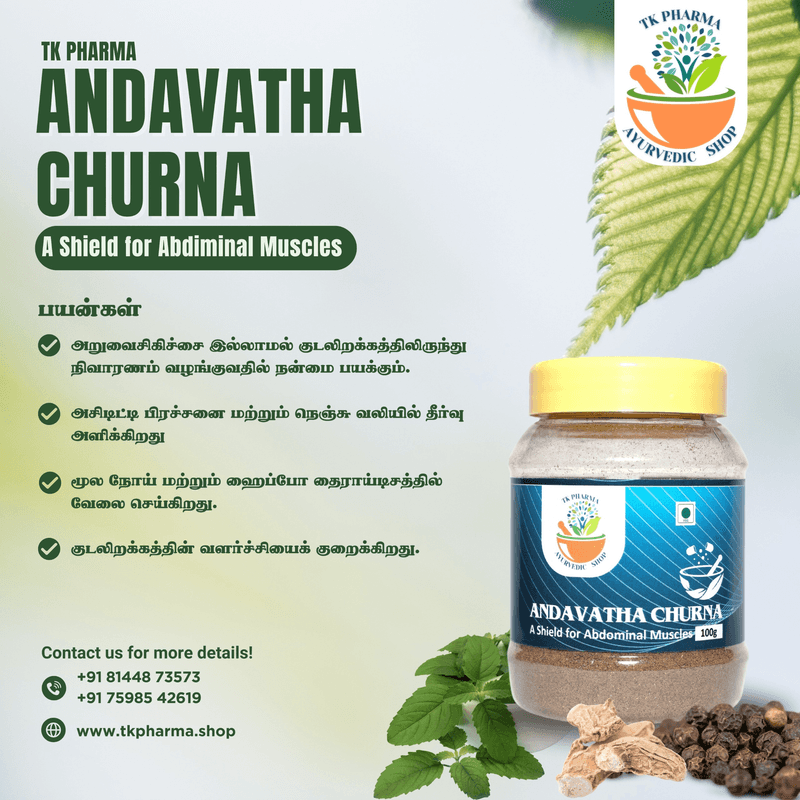 TK PHARMA
ANDAVATHA
CHURNA
A Shield for Abdiminal Muscles
TK PHARMA
AYURVEDIC SHOP
பயன்கள்
அறுவைசிகிச்சை இல்லாமல் குடலிறக்கத்திலிருந்து
நிவாரணம் வழங்குவதில் நன்மை பயக்கும்.
அசிடிட்டி பிரச்சனை மற்றும் நெஞ்சு வலியில் தீர்வு
அளிக்கிறது
மூல நோய் மற்றும் ஹைப்போ தைராய்டிசத்தில்
வேலை செய்கிறது.
குடலிறக்கத்தின் வளர்ச்சியைக் குறைக்கிறது.
TK PHARMA
AYURVEDIC SHOP
ANDAVATHA CHURNA
A Shield for Abdominal Muscles 100g
Contact us for more details!
+91 81448 73573
+91 75985 42619
www.tkpharma.shop